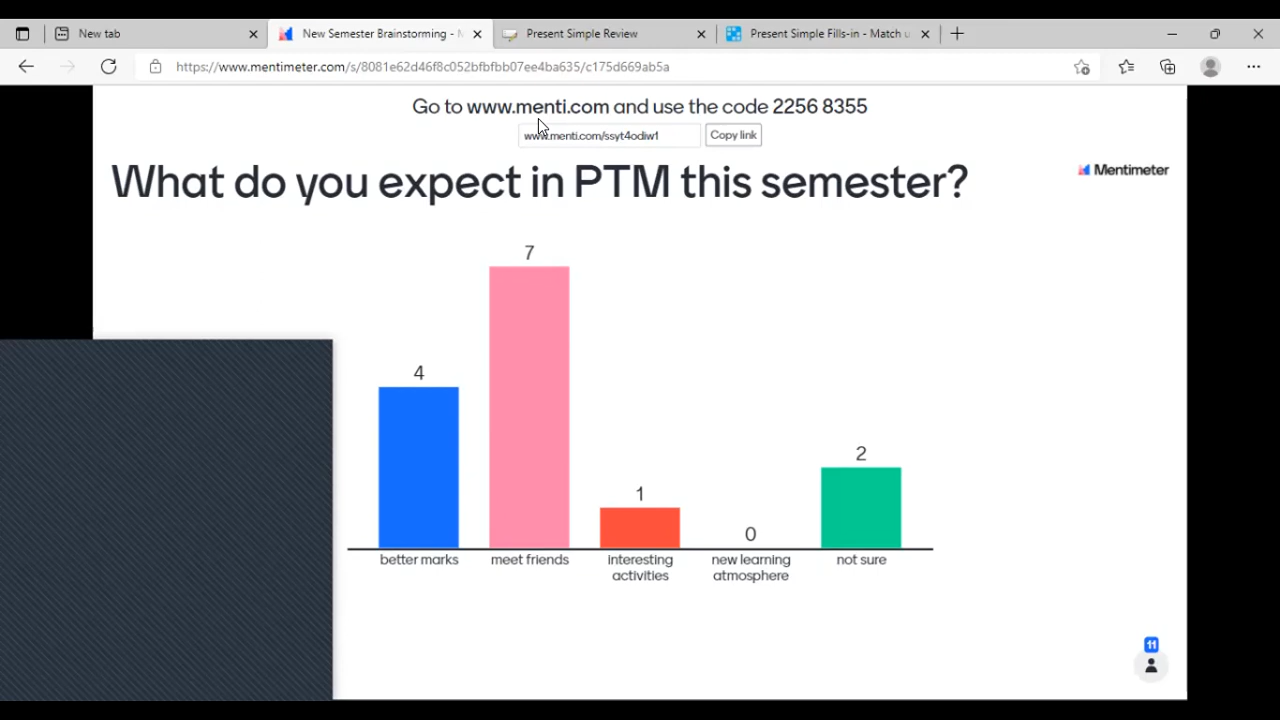 New tab
New Semester Brainstorming - M
Present Simple Review
Present Simple Fills-in - Match u
https://www.mentimeter.com/s/8081e62d46f8c052bfbfbb07ee4ba635/c175d669ab5a
Go to www.menti.com and use the code 2256 8355
www.menti.com/ssyt4odiw1
Copy link
What do you expect in PTM this semester?
Mentimeter
7
4
2
1
0
better marks
meet friends
interesting
activities
new learning
atmosphere
not sure
11